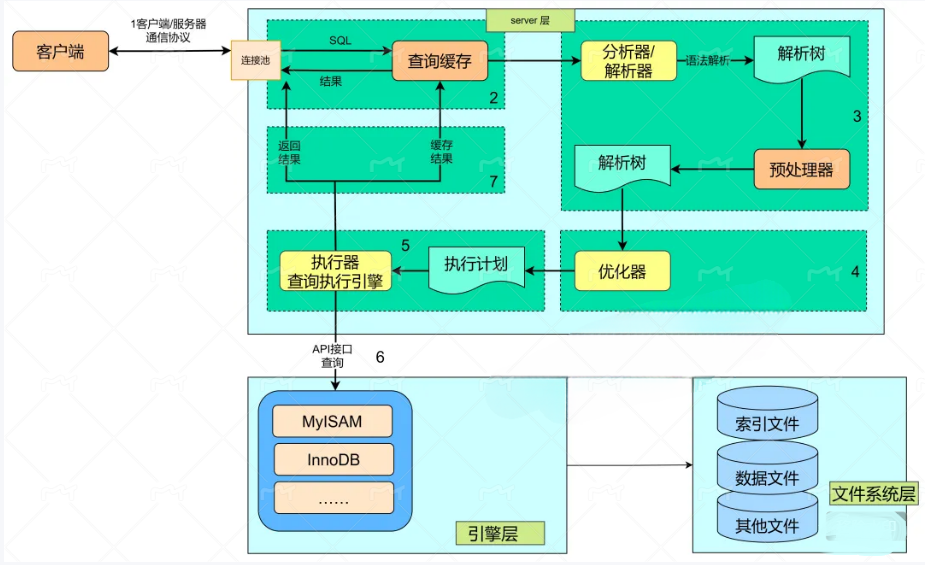 server 层
1客户端/服务器
通信协议
客户端
连接池
SQL
结果
查询缓存
2
分析器/
解析器
语法解析
解析树
3
预处理器
解析树
返回
结果
缓存
结果
7
执行器
查询执行引擎
5
执行计划
优化器
4
API接口
查询
6
MyISAM
InnoDB
......
引擎层
索引文件
数据文件
其他文件
文件系统层